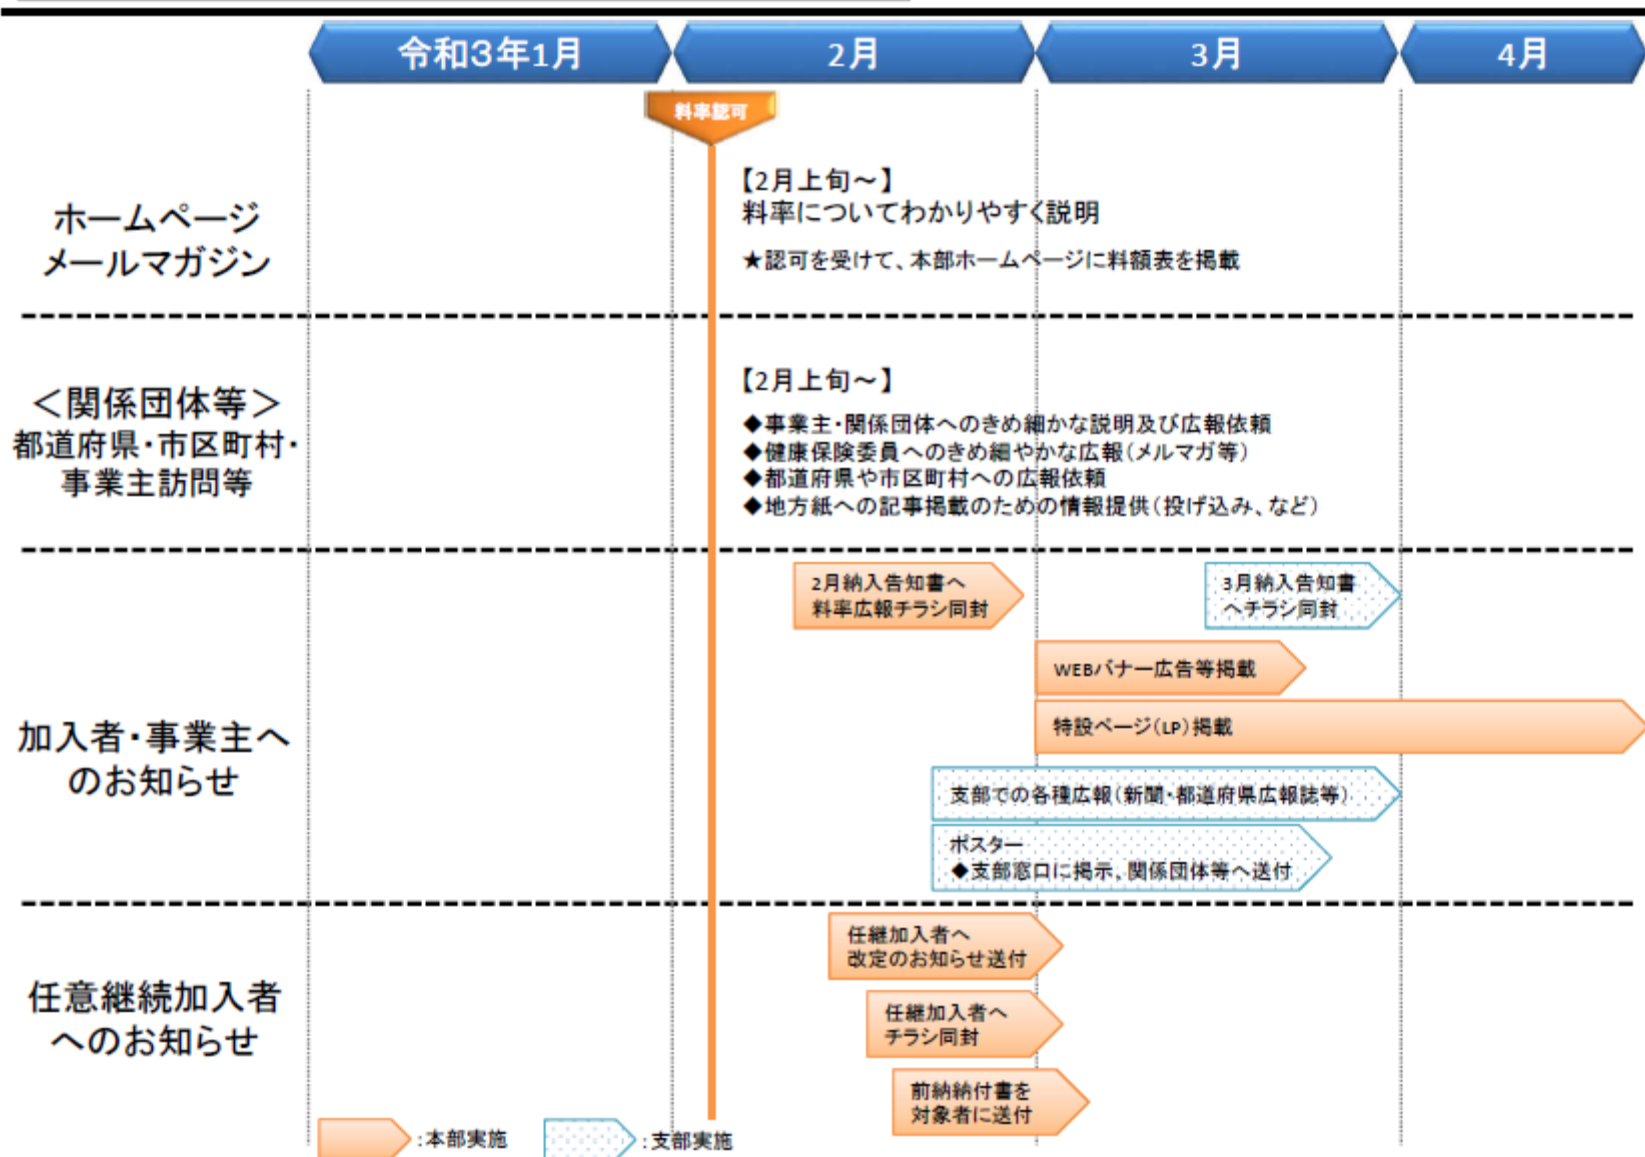 令和3年1月
2月
3月
4月
料率認可
ホームページ
メールマガジン
【2月上旬～】
料率についてわかりやすく説明
★認可を受けて、本部ホームページに料額表を掲載
＜関係団体等＞
都道府県・市区町村・
事業主訪問等
【2月上旬～】
◆事業主・関係団体へのきめ細かな説明及び広報依頼
◆健康保険委員へのきめ細やかな広報（メルマガ等）
◆都道府県や市区町村への広報依頼
◆地方紙への記事掲載のための情報提供（投げ込み、など）
加入者・事業主へ
のお知らせ
2月納入告知書へ
料率広報チラシ同封
3月納入告知書
へチラシ同封
WEBバナー広告等掲載
特設ページ（LP）掲載
支部での各種広報（新聞・都道府県広報誌等）
ポスター
◆支部窓口に掲示、関係団体等へ送付
任意継続加入者
へのお知らせ
任継加入者へ
改定のお知らせ送付
任継加入者へ
チラシ同封
前納納付書を
対象者に送付
：本部実施
：支部実施